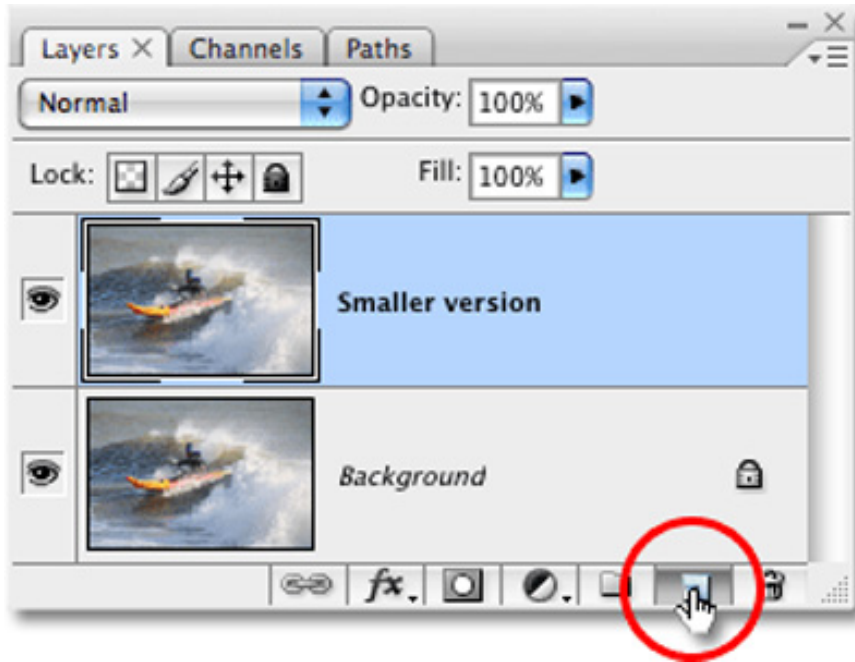 Layers Channels Paths
Normal Opacity: 100%
Lock: Fill: 100%
Smaller version
Background
fx.